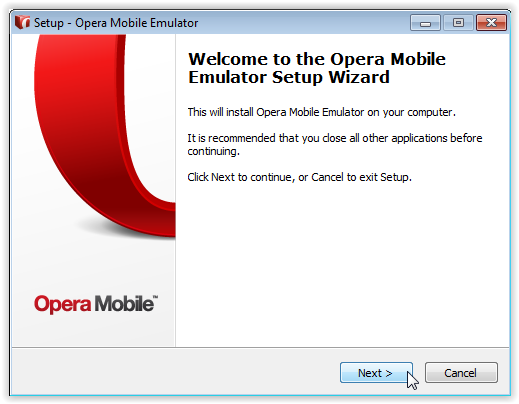 Setup - Opera Mobile Emulator
Welcome to the Opera Mobile
Emulator Setup Wizard
This will install Opera Mobile Emulator on your computer.
It is recommended that you close all other applications before
continuing.
Click Next to continue, or Cancel to exit Setup.
Opera Mobile™
Next >
Cancel